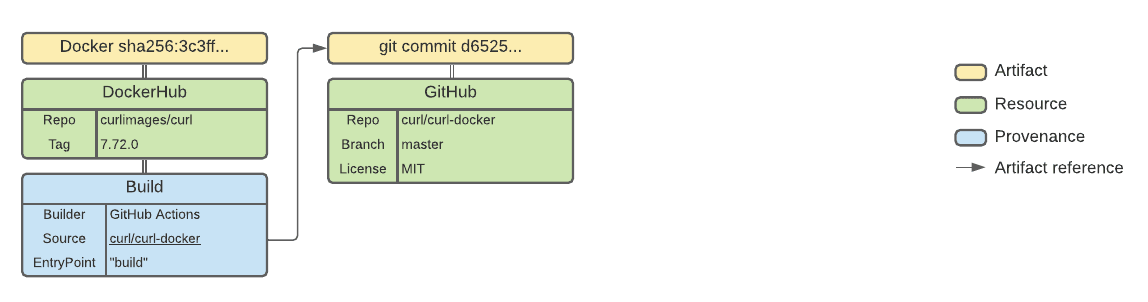 Docker sha256:3c3ff...
DockerHub
Repo curlimages/curl
Tag 7.72.0
Build
Builder GitHub Actions
Source curl/curl-docker
EntryPoint "build"
git commit d6525...
GitHub
Repo curl/curl-docker
Branch master
License MIT
Artifact
Resource
Provenance
Artifact reference